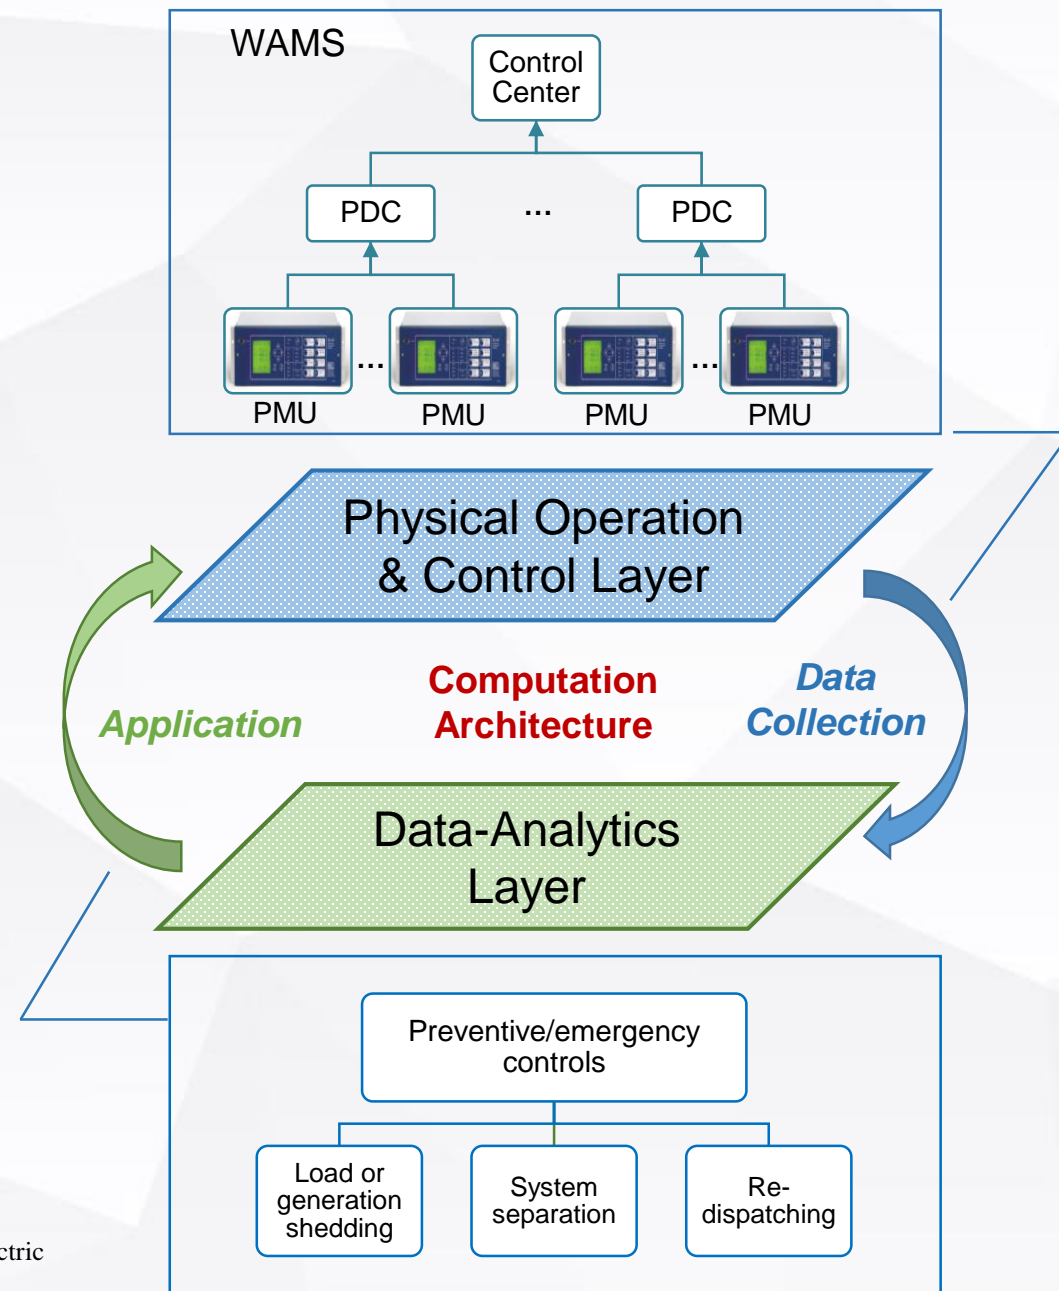 WAMS
Control
Center
PDC
...
PDC
...
...
PMU
PMU
PMU
PMU
Physical Operation
& Control Layer
Computation
Architecture
Data
Collection
Application
Data-Analytics
Layer
Preventive/emergency
controls
Load or
generation
shedding
System
separation
Re-
dispatching
ctric